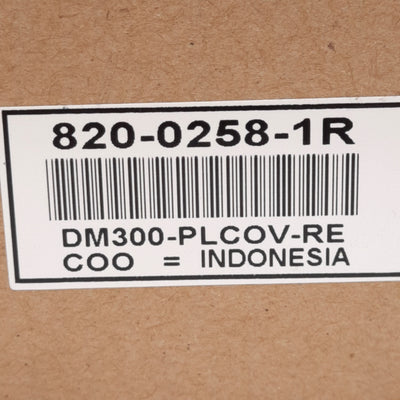 820-0258-1R
DM300-PLCOV-RE
COO = INDONESIA